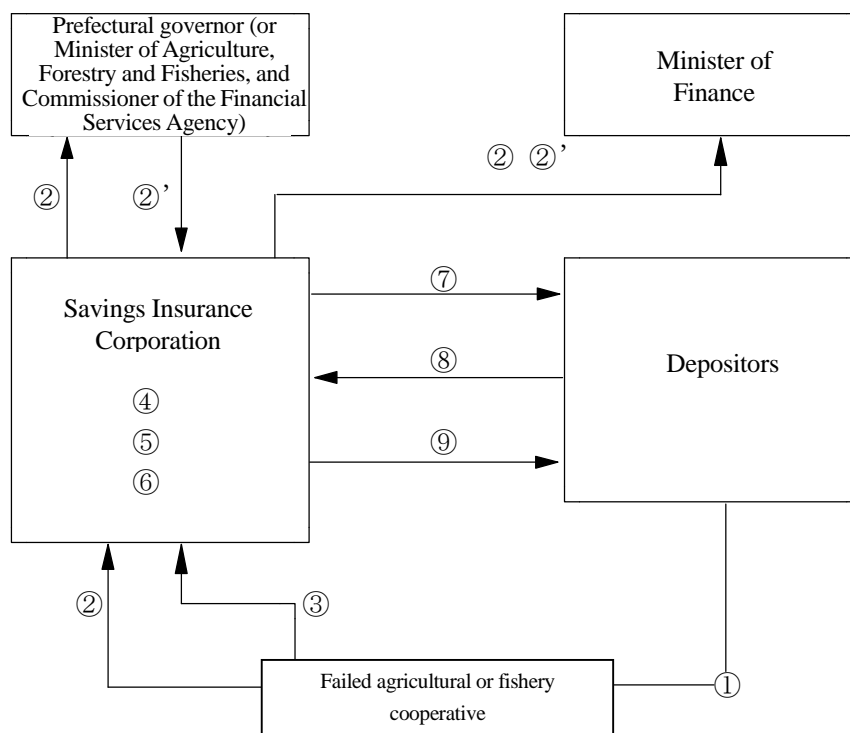 Prefectural governor (or
Minister of Agriculture,
Forestry and Fisheries, and
Commissioner of the Financial
Services Agency)
Minister of
Finance
② ②’
②
②’
Savings Insurance
Corporation
④
⑤
⑥
⑦
⑧
⑨
Depositors
②
③
Failed agricultural or fishery
cooperative
①